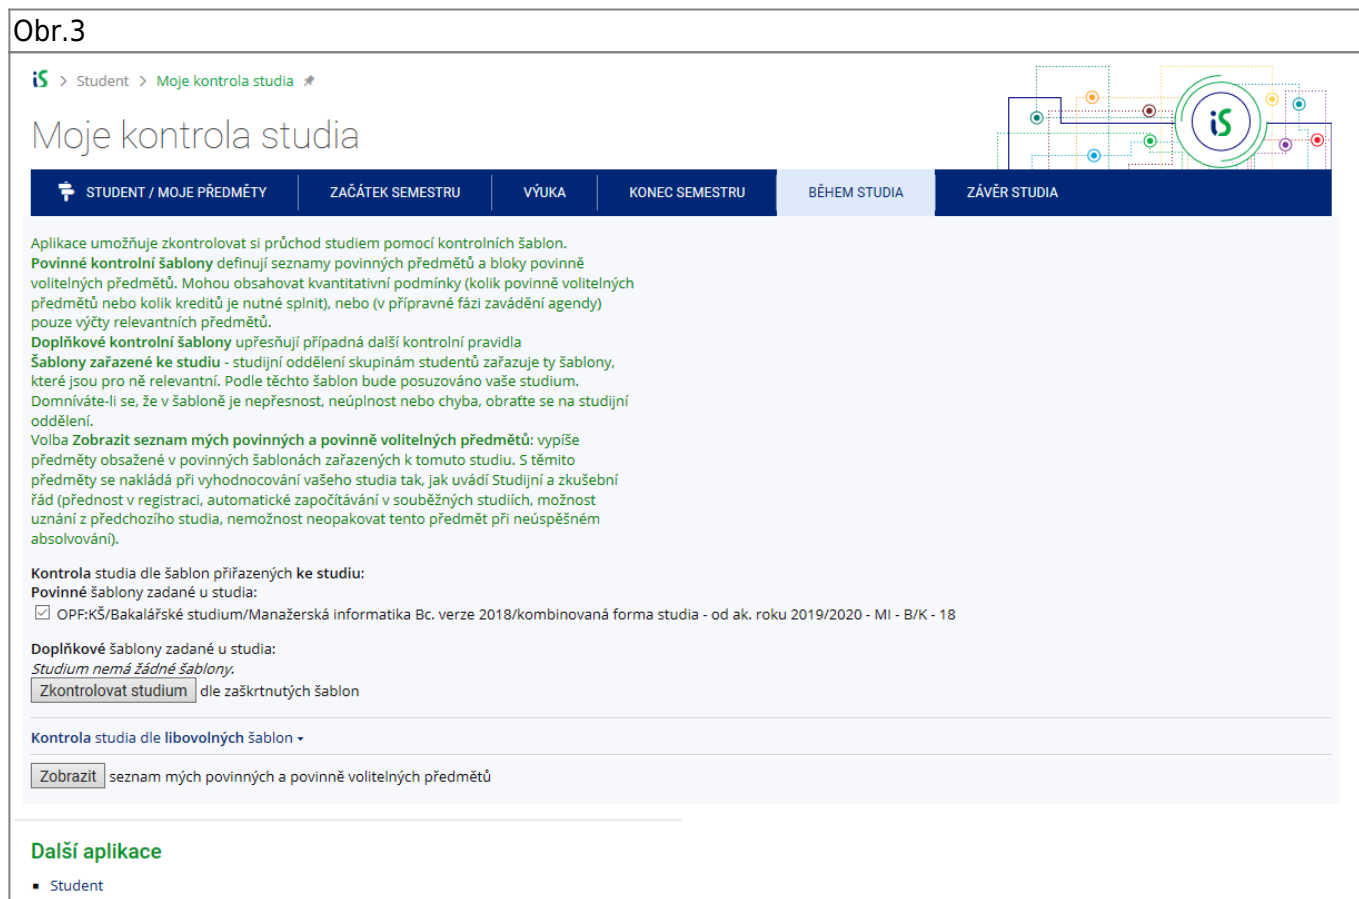 Obr.3
iS > Student > Moje kontrola studia
iS
Moje kontrola studia
STUDENT / MOJE PŘEDMĚTY ZAČÁTEK SEMESTRU VÝUKA KONEC SEMESTRU BĚHEM STUDIA ZÁVĚR STUDIA
Aplikace umožňuje zkontrolovat si průchod studiem pomocí kontrolních šablon.
Povinné kontrolní šablony definují seznamy povinných předmětů a bloky povinně
volitelných předmětů. Mohou obsahovat kvantitativní podmínky (kolik povinně volitelných
předmětů nebo kolik kreditů je nutné splnit), nebo (v přípravné fázi zavádění agendy)
pouze výčty relevantních předmětů.
Doplňkové kontrolní šablony upřesňují případná další kontrolní pravidla
Šablony zařazené ke studiu - studijní oddělení skupinám studentů zařazuje ty šablony,
které jsou pro ně relevantní. Podle těchto šablon bude posuzováno vaše studium.
Domníváte-li se, že v šabloně je nepřesnost, neúplnost nebo chyba, obraťte se na studijní
oddělení.
Volba Zobrazit seznam mých povinných a povinně volitelných předmětů: vypíše
předměty obsažené v povinných šablonách zařazených k tomuto studiu. S těmito
předměty se nakládá při vyhodnocování vašeho studia tak, jak uvádí Studijní a zkušební
řád (přednost v registraci, automatické započítávání v souběžných studiích, možnost
uznání z předchozího studia, nemožnost neopakovat tento předmět při neúspěšném
absolvování).
Kontrola studia dle šablon přiřazených ke studiu:
Povinné šablony zadané u studia:
OPF:KŠ/Bakalářské studium/Manažerská informatika Bc. verze 2018/kombinovaná forma studia - od ak. roku 2019/2020 - MI - B/K - 18
Doplňkové šablony zadané u studia:
Studium nemá žádné šablony.
Zkontrolovat studium dle zaškrtnutých šablon
Kontrola studia dle libovolných šablon
Zobrazit seznam mých povinných a povinně volitelných předmětů
Další aplikace
Student